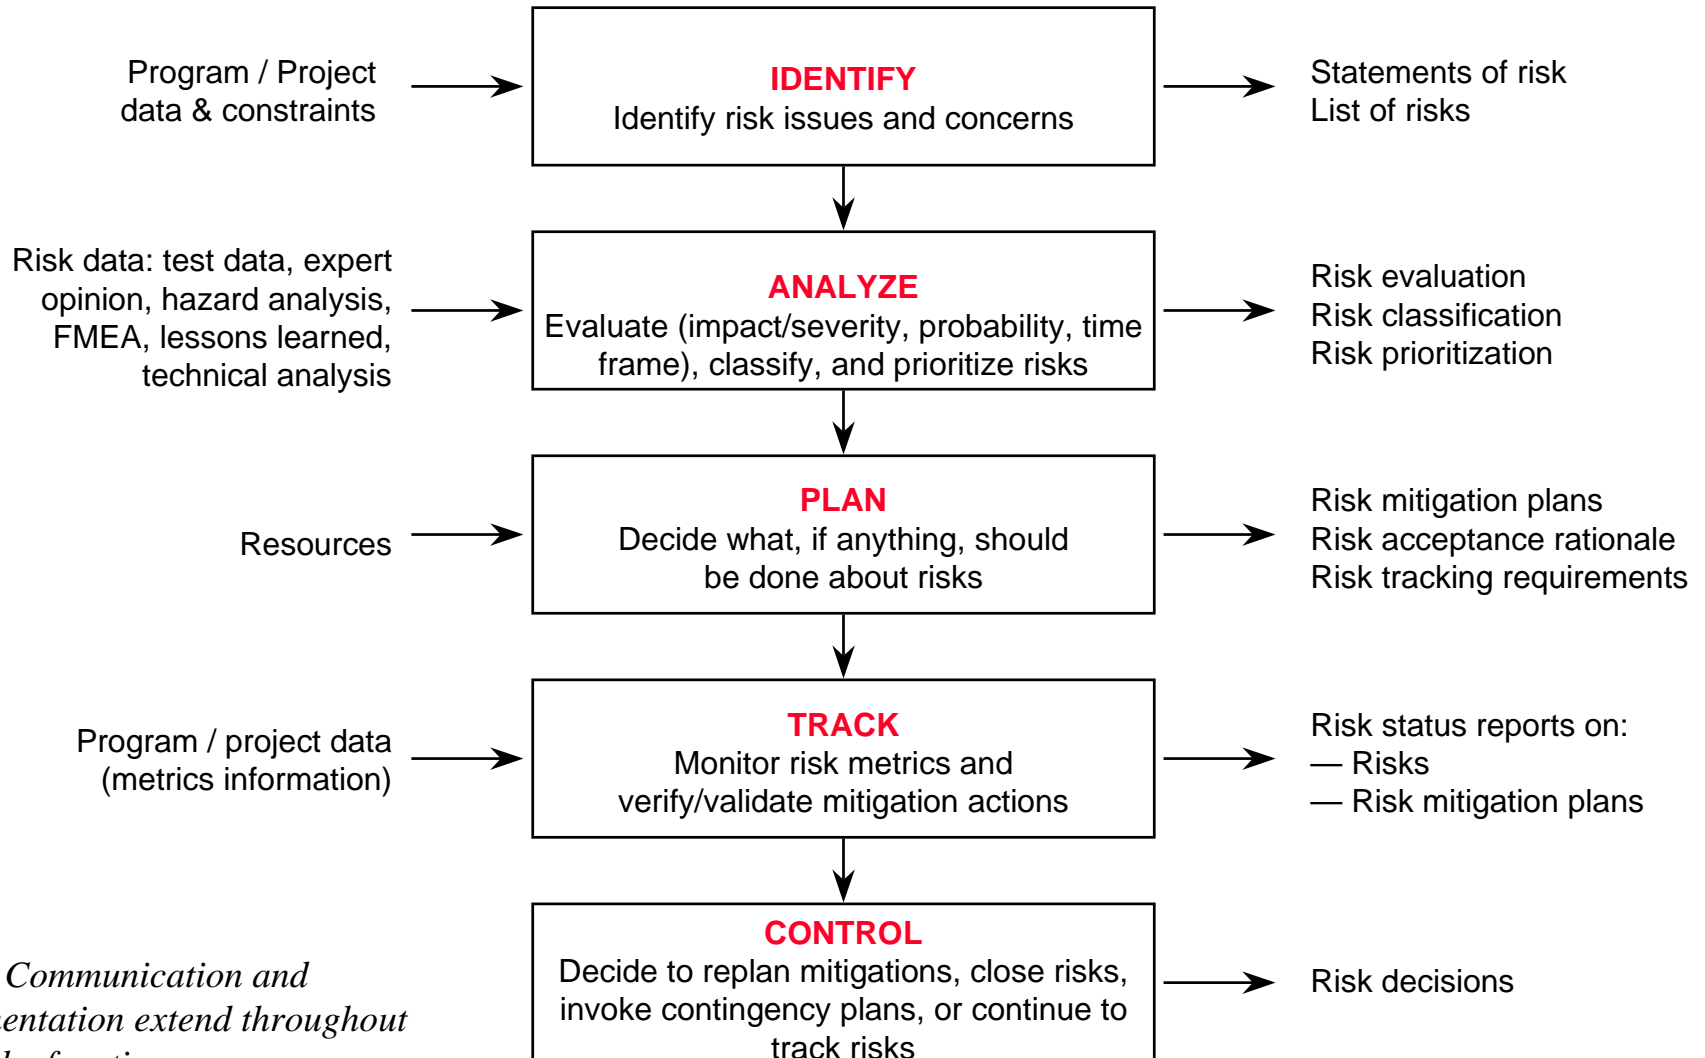 Program / Project
data & constraints
IDENTIFY
Identify risk issues and concerns
Statements of risk
List of risks
Risk data: test data, expert
opinion, hazard analysis,
FMEA, lessons learned,
technical analysis
ANALYZE
Evaluate (impact/severity, probability, time
frame), classify, and prioritize risks
Risk evaluation
Risk classification
Risk prioritization
Resources
PLAN
Decide what, if anything, should
be done about risks
Risk mitigation plans
Risk acceptance rationale
Risk tracking requirements
Program / project data
(metrics information)
TRACK
Monitor risk metrics and
verify/validate mitigation actions
Risk status reports on:
— Risks
— Risk mitigation plans
Communication and
extend throughout
CONTROL
Decide to replan mitigations, close risks,
invoke contingency plans, or continue to
track risks
Risk decisions